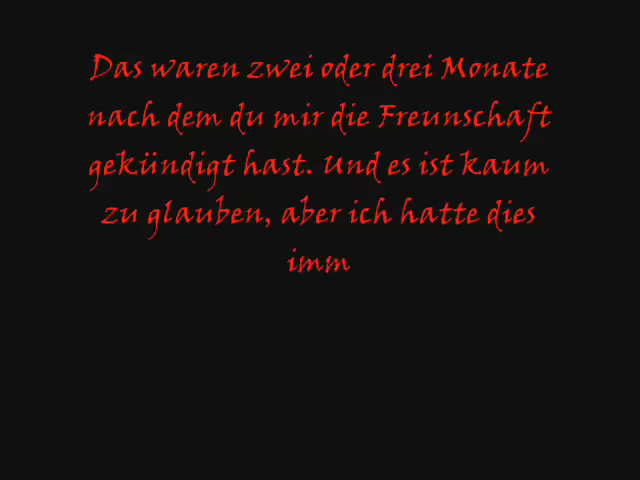 Das waren zwei oder drei Monate
nach dem du mir die Freunschaft
gekündigt hast. Und es ist kaum
zu glauben, aber ich hatte dies
imm